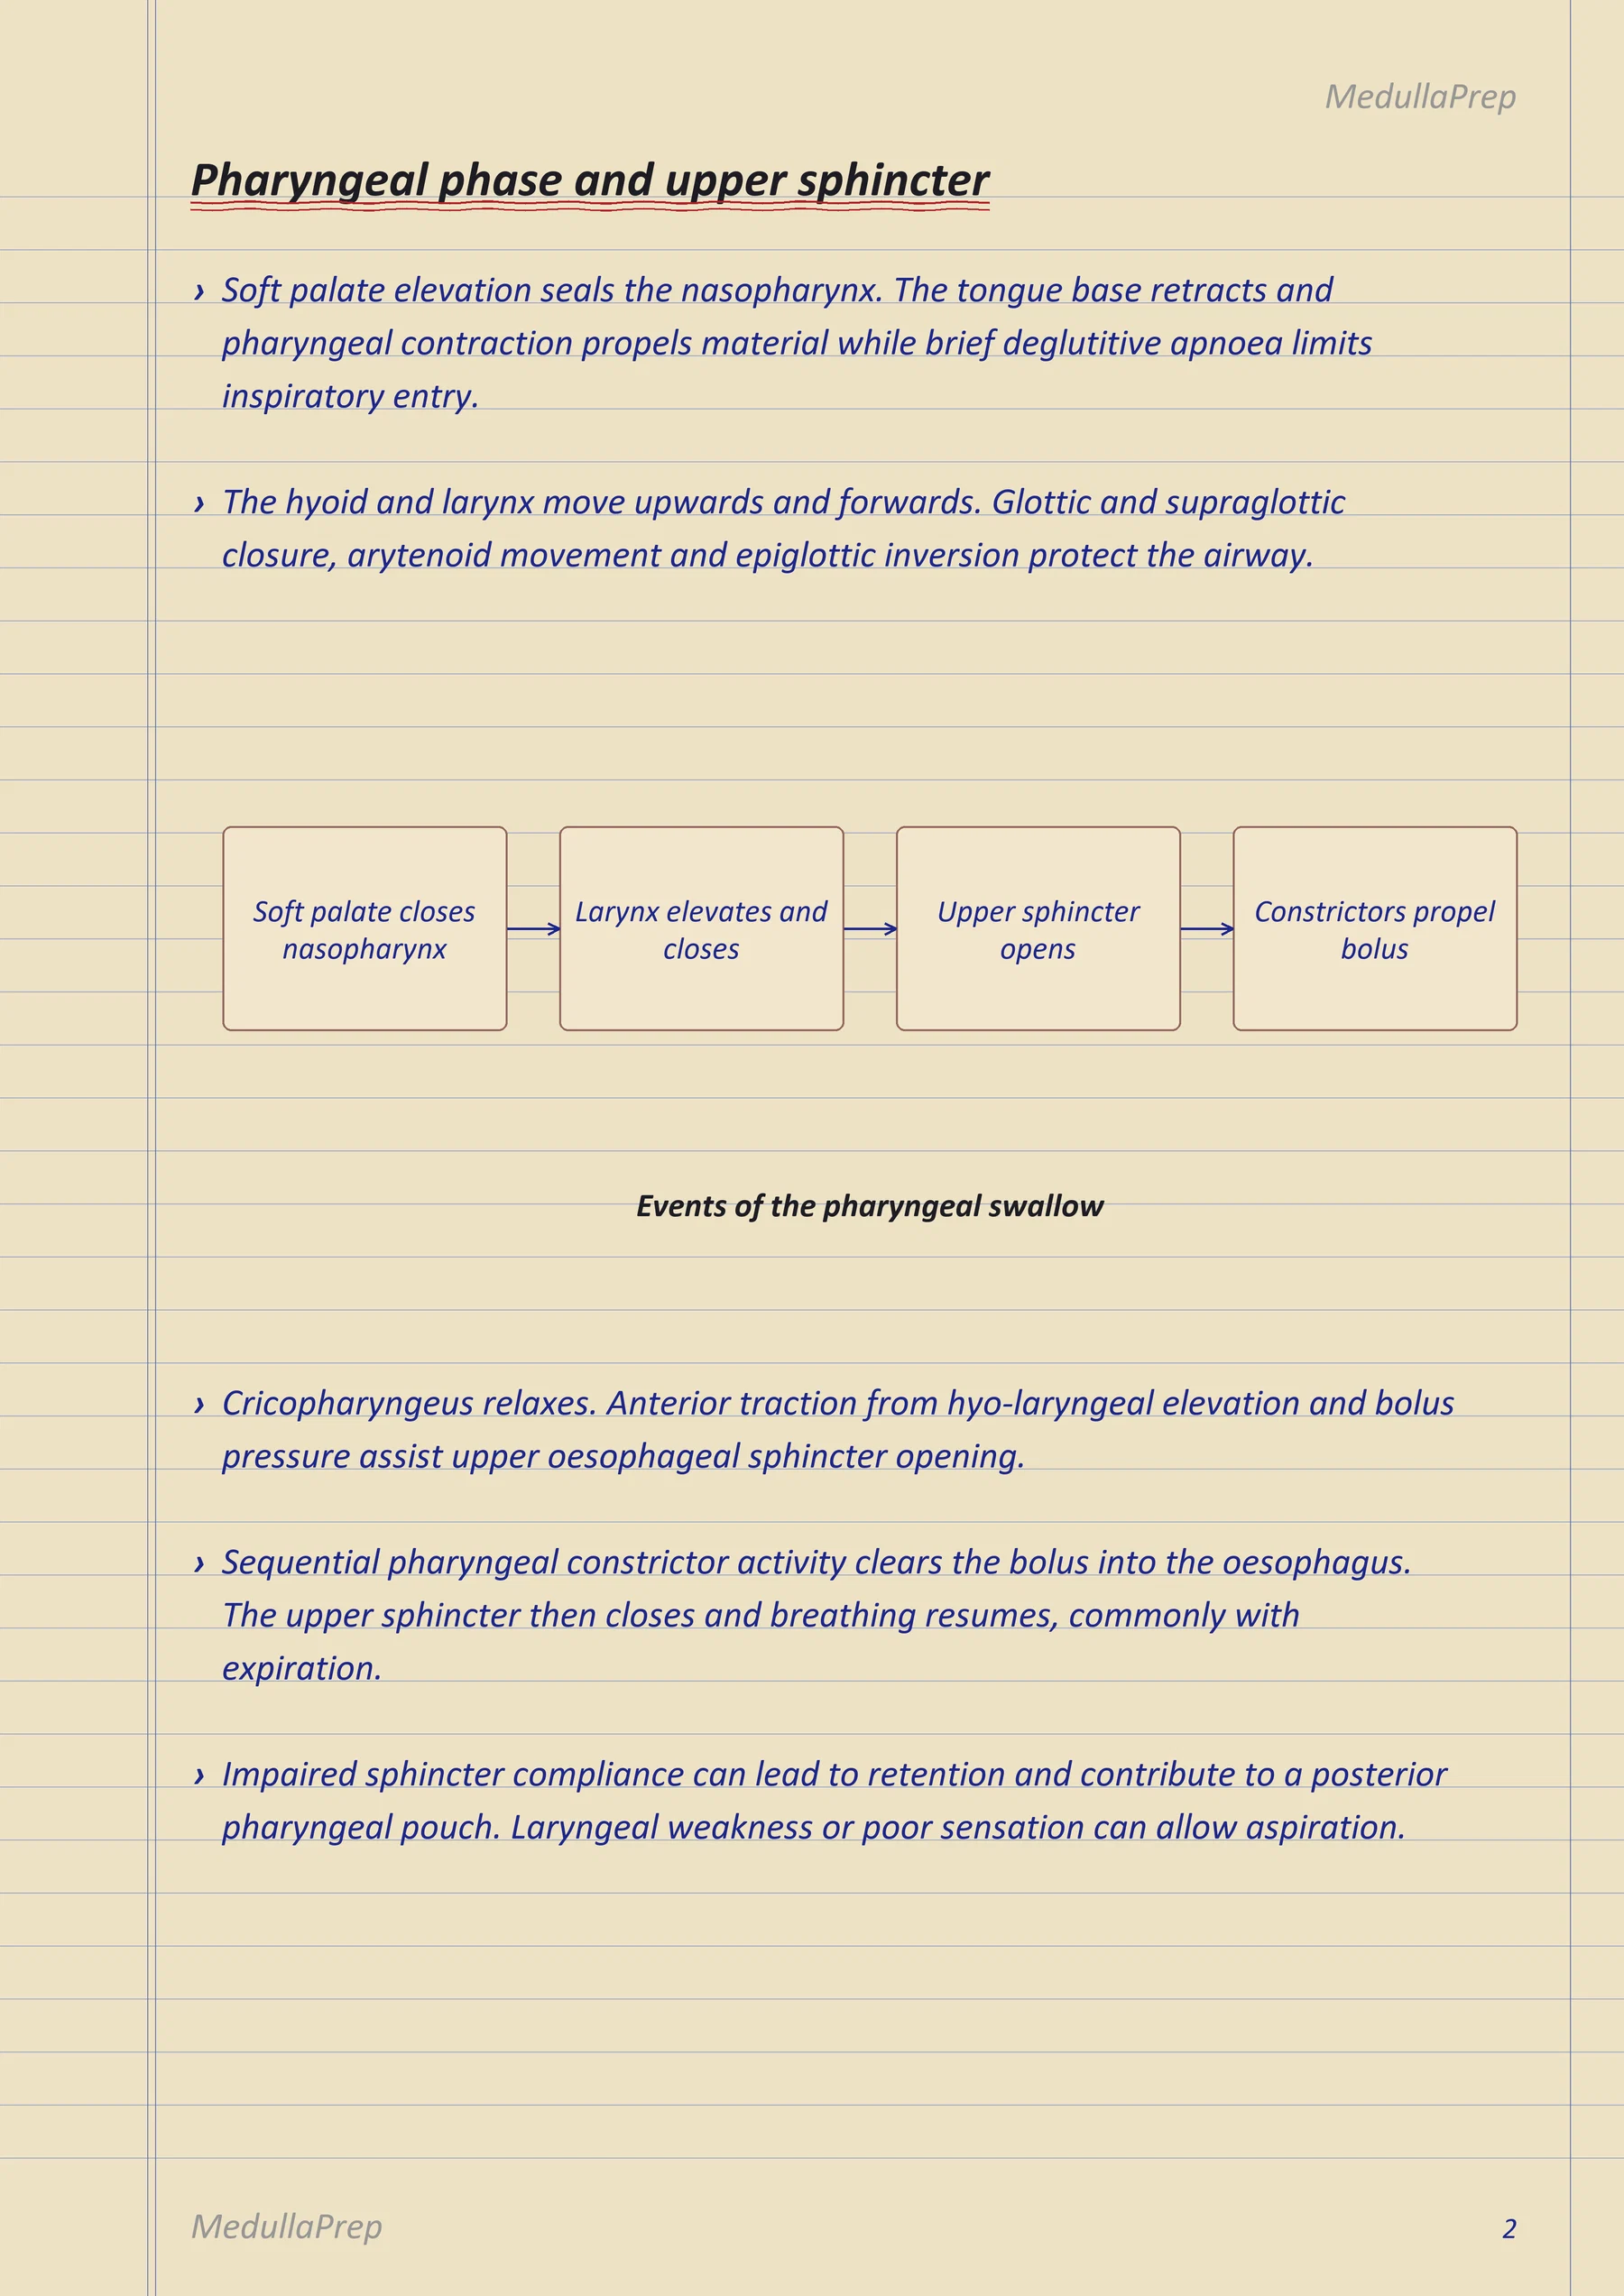 MedullaPrep
Pharyngeal phase and upper sphincter
› Soft palate elevation seals the nasopharynx. The tongue base retracts and
pharyngeal contraction propels material while brief deglutitive apnoea limits
inspiratory entry.
› The hyoid and larynx move upwards and forwards. Glottic and supraglottic
closure, arytenoid movement and epiglottic inversion protect the airway.
Soft palate closes
nasopharynx
Larynx elevates and
closes
Upper sphincter
opens
Constrictors propel
bolus
Events of the pharyngeal swallow
› Cricopharyngeus relaxes. Anterior traction from hyo-laryngeal elevation and bolus
pressure assist upper oesophageal sphincter opening.
› Sequential pharyngeal constrictor activity clears the bolus into the oesophagus.
The upper sphincter then closes and breathing resumes, commonly with
expiration.
› Impaired sphincter compliance can lead to retention and contribute to a posterior
pharyngeal pouch. Laryngeal weakness or poor sensation can allow aspiration.
MedullaPrep
2